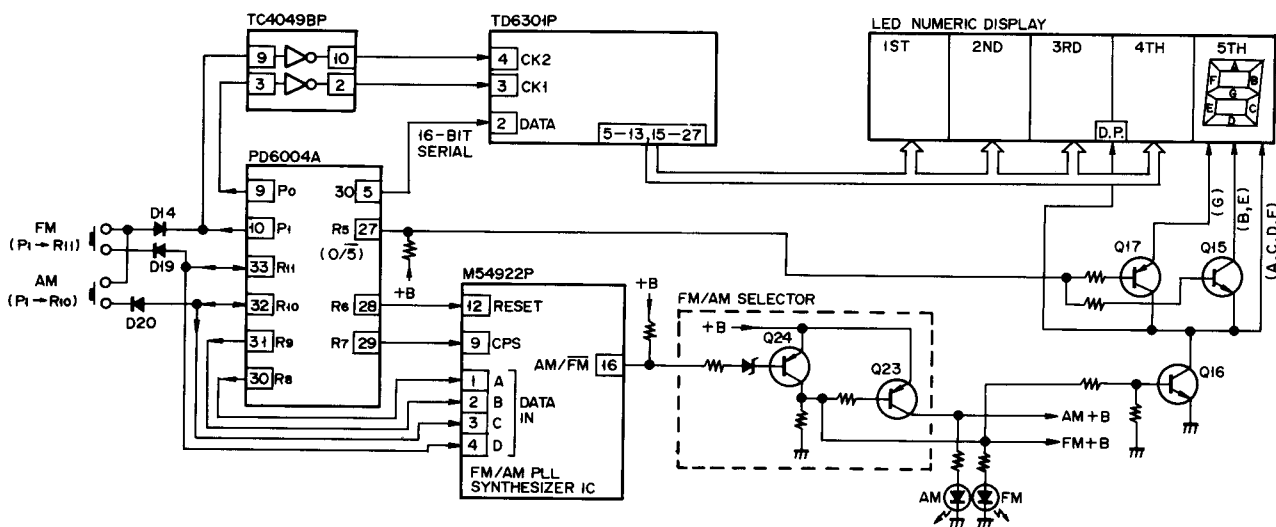 TC4049BP
9 10
3 2
TD6301P
4 CK2
3 CK1
2 DATA
5-13,15-27
16-BIT
SERIAL
LED NUMERIC DISPLAY
1ST 2ND 3RD 4TH 5TH
A
F B
G
E C
D
D.P.
PD6004A
9 P0
10 P1
33 R11
32 R10
31 R9
30 R8
30 5
R5 27
(0/5̅)
R6 28
R7 29
+B
FM
(P1→R11)
AM
(P1→R10)
D14
D19
D20
M54922P
12 RESET
9 CPS
AM/F̅M̅ 16
1 A
2 B
3 C
4 D
DATA
IN
FM/AM PLL
SYNTHESIZER IC
+B
FM/AM SELECTOR
+B
Q24
Q23
(G)
(B,E)
(A,C,D,F)
Q17
Q15
Q16
AM+B
FM+B
AM FM